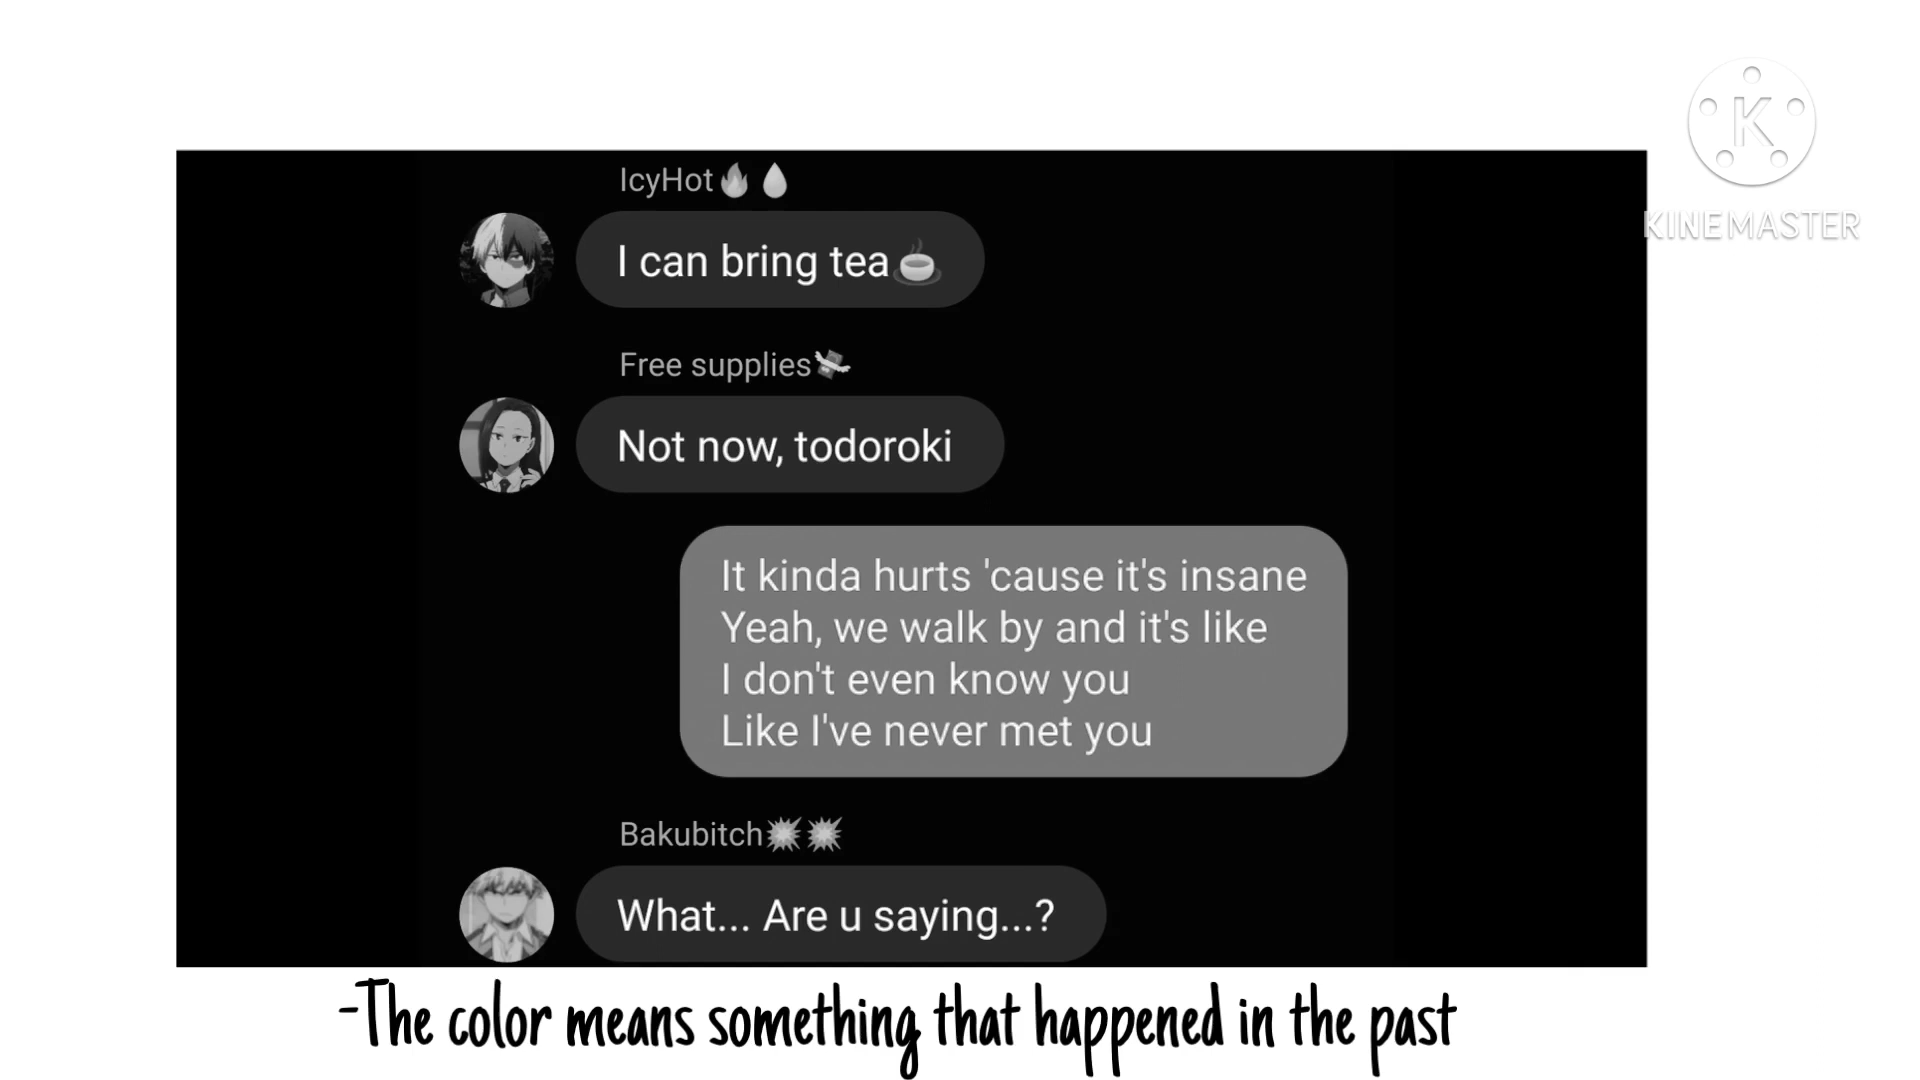 KINEMASTER
IcyHot🔥💧
I can bring tea☕
Free supplies💸
Not now, todoroki
It kinda hurts 'cause it's insane
Yeah, we walk by and it's like
I don't even know you
Like I've never met you
Bakubitch💥💥
What... Are u saying...?
-The color means something that happened in the past